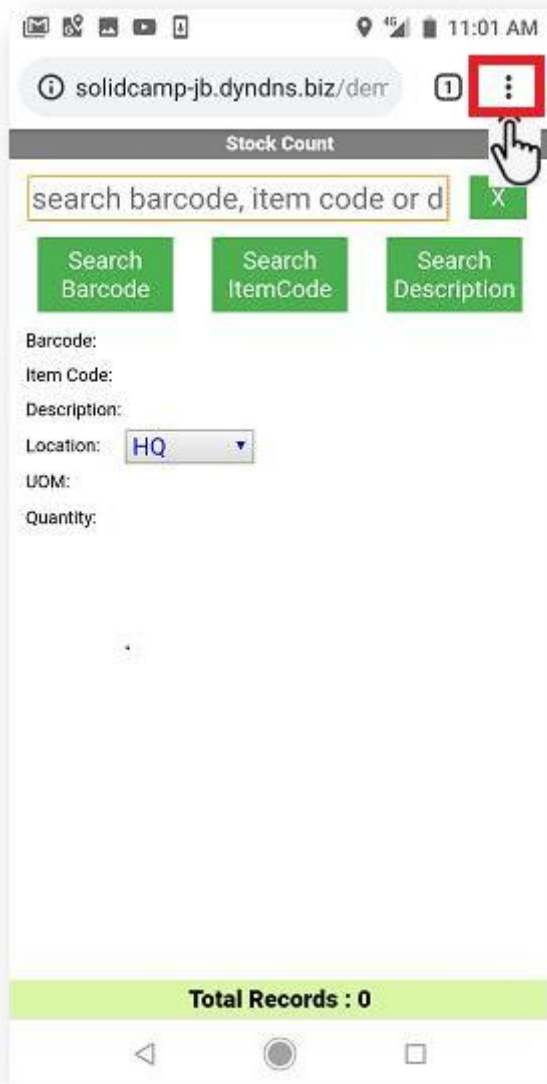 4G 11:01 AM
solidcamp-jb.dyndns.biz/dem 1
Stock Count
search barcode, item code or d X
Search Barcode
Search ItemCode
Search Description
Barcode:
Item Code:
Description:
Location: HQ
UOM:
Quantity:
Total Records : 0